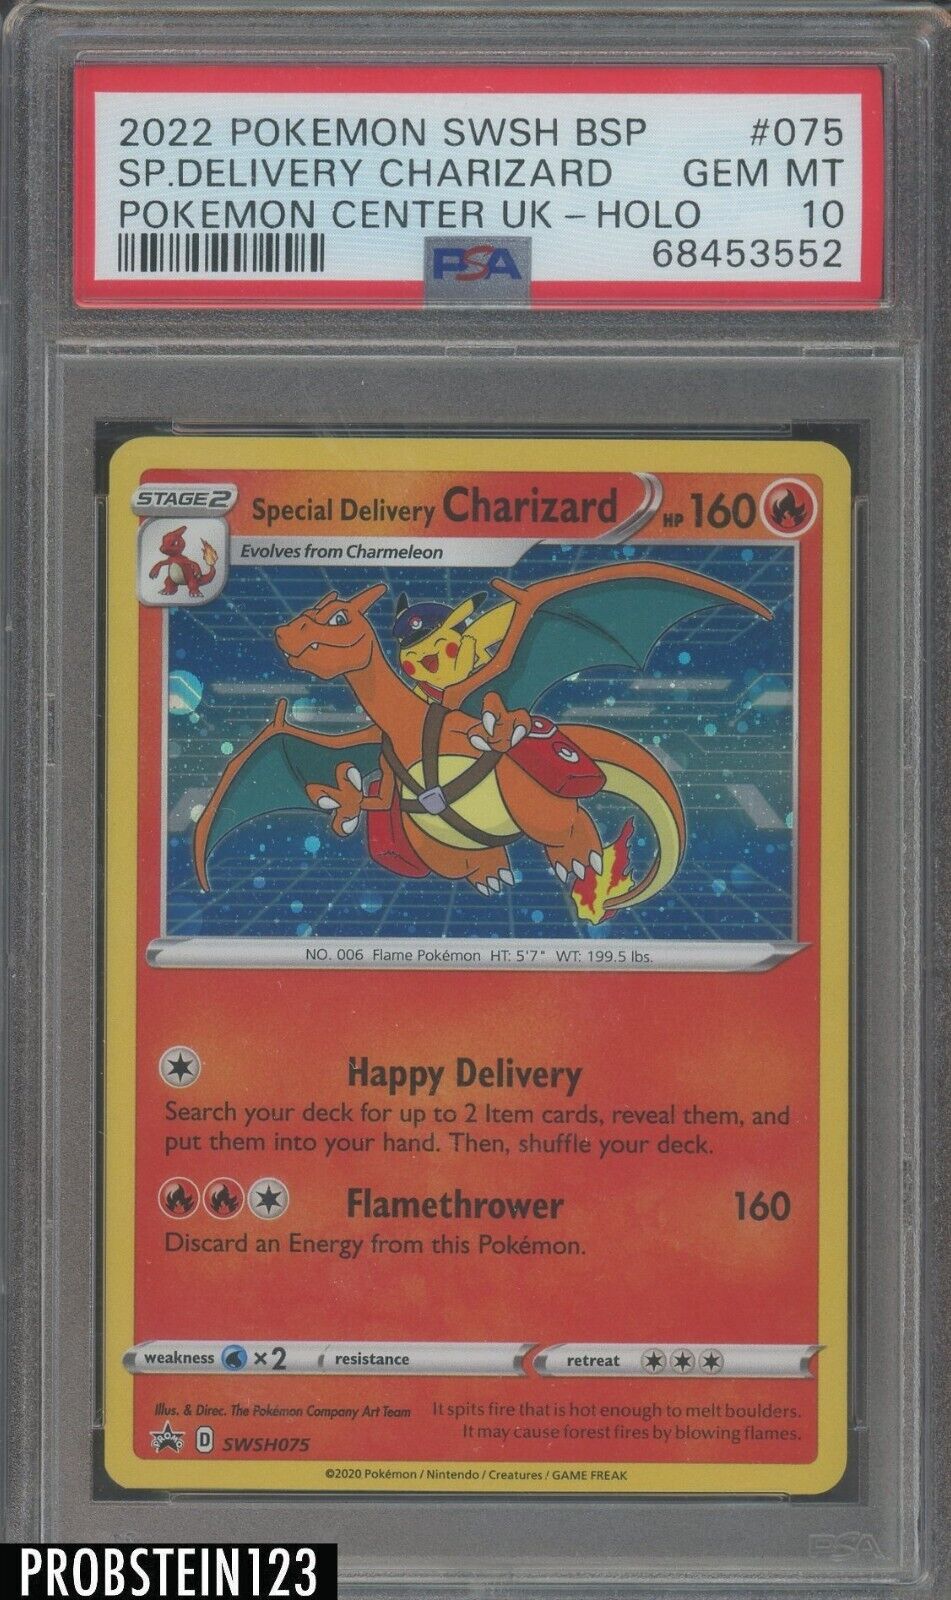 2022 POKEMON SWSH BSP #075
SP.DELIVERY CHARIZARD GEM MT
POKEMON CENTER UK – HOLO 10
PSA 68453552
STAGE2 Special Delivery Charizard HP 160
Evolves from Charmeleon
NO. 006 Flame Pokémon HT: 5'7" WT: 199.5 lbs.
Happy Delivery
Search your deck for up to 2 Item cards, reveal them, and
put them into your hand. Then, shuffle your deck.
Flamethrower 160
Discard an Energy from this Pokémon.
weakness ×2 resistance retreat
Illus. & Direc. The Pokémon Company Art Team It spits fire that is hot enough to melt boulders.
It may cause forest fires by blowing flames.
PROMO D SWSH075
©2020 Pokémon / Nintendo / Creatures / GAME FREAK
PSA
PROBSTEIN123